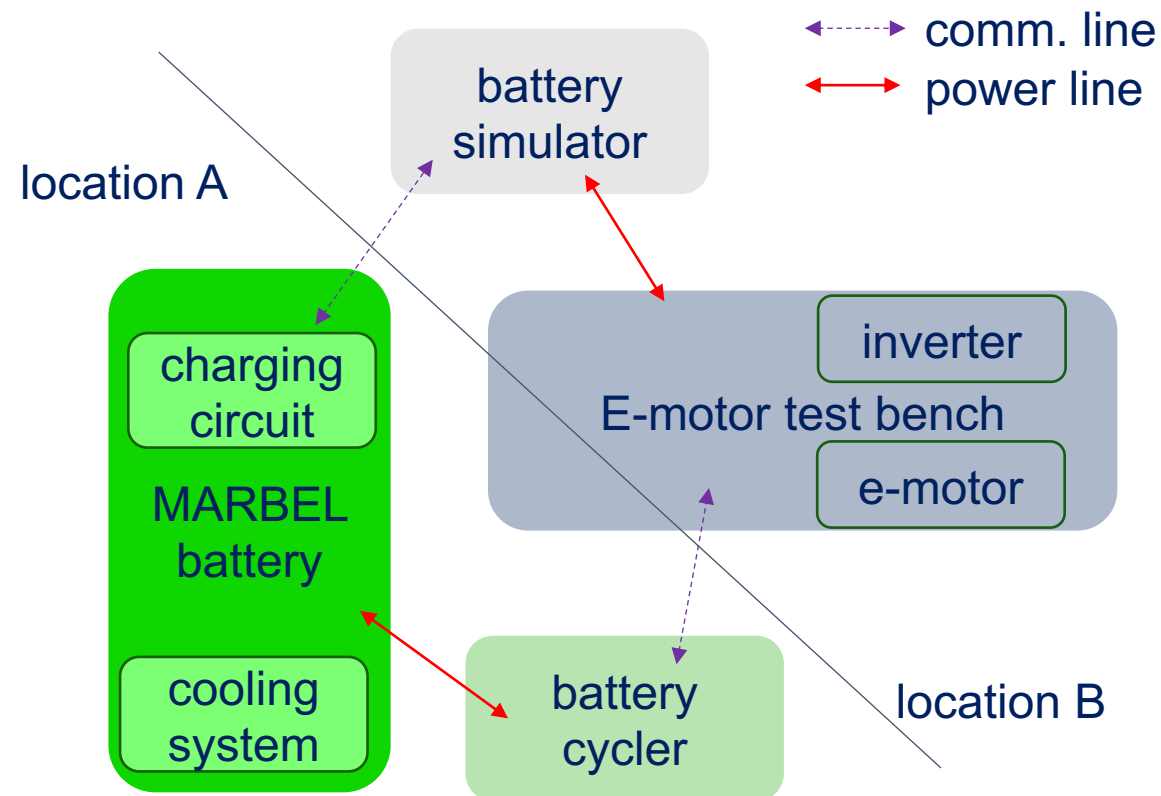 comm. line
power line
battery
simulator
location A
charging
circuit
inverter
E-motor test bench
e-motor
MARBEL
battery
cooling
system
battery
cycler
location B